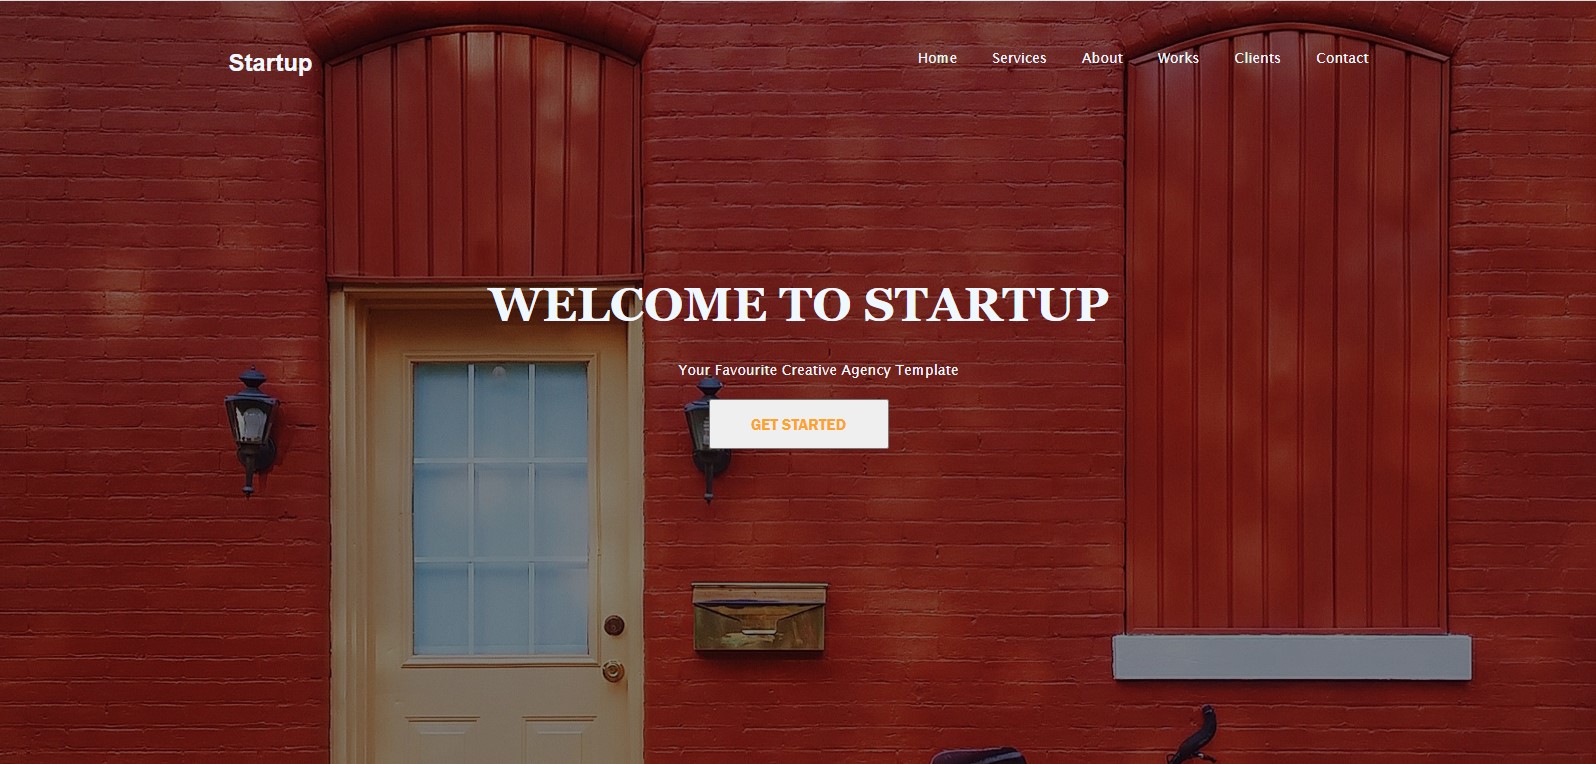 Startup
Home Services About Works Clients Contact
WELCOME TO STARTUP
Your Favourite Creative Agency Template
GET STARTED